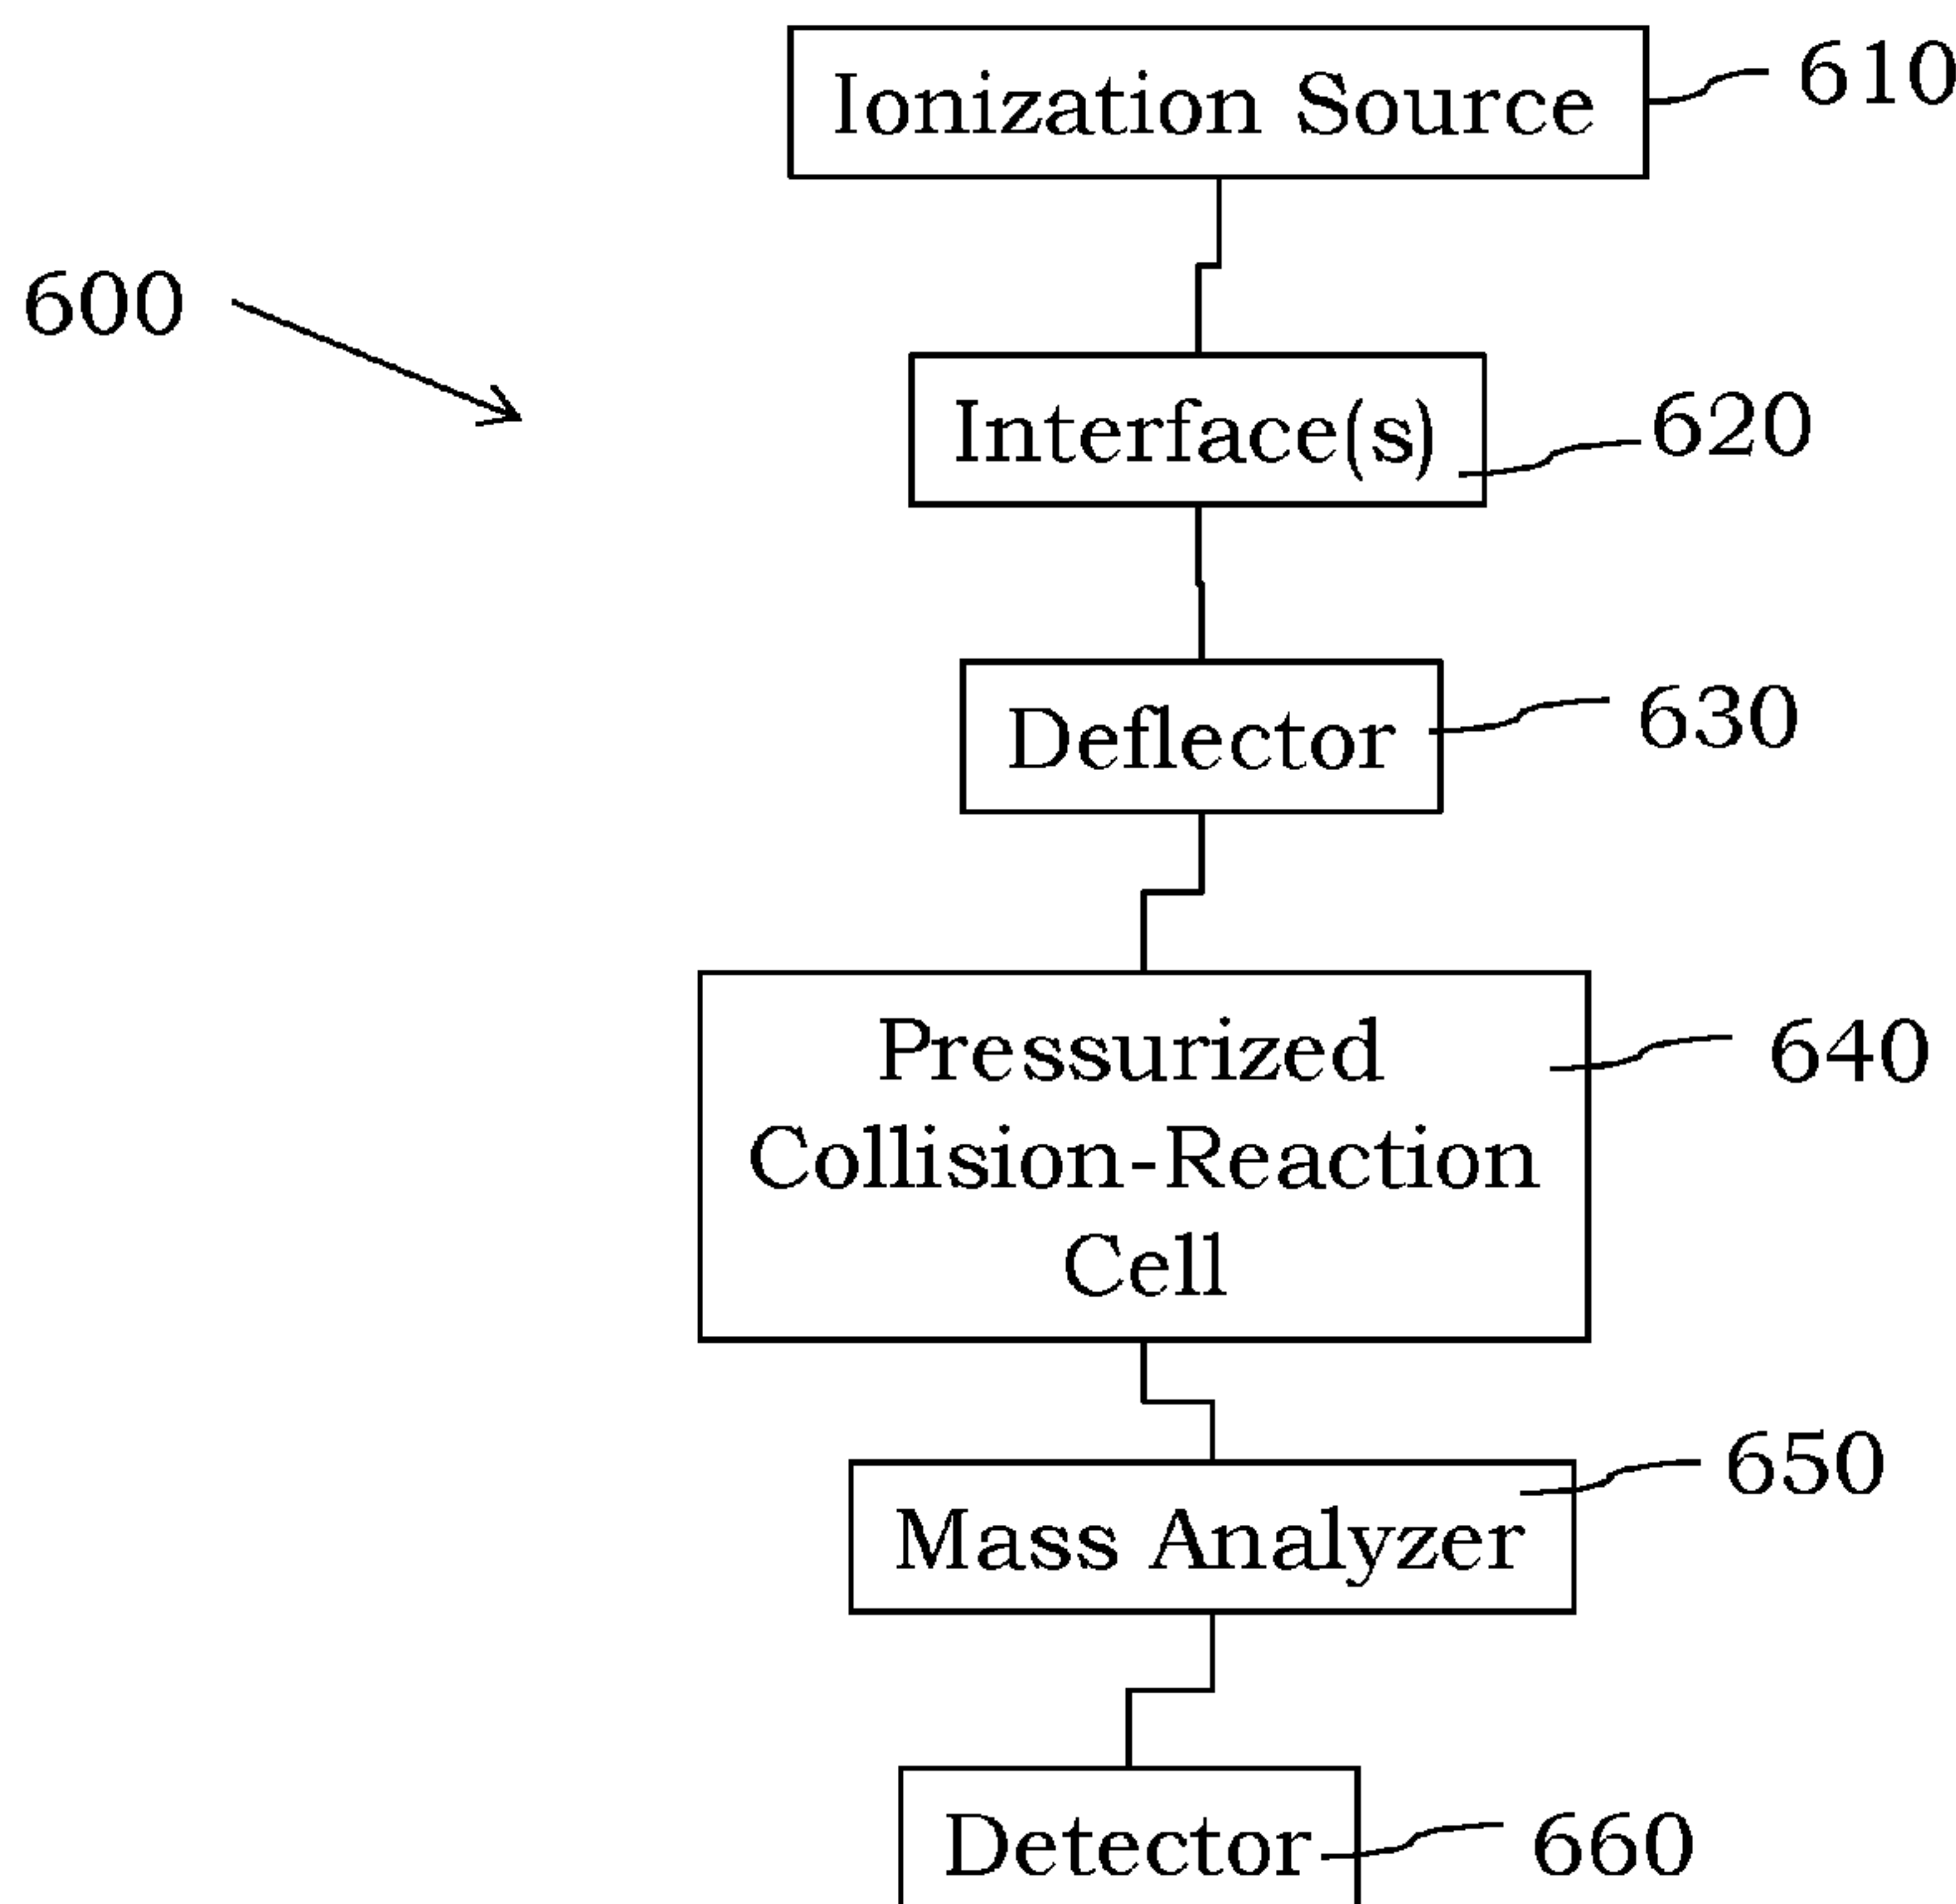 Ionization Source
610
600
Interface(s)
620
Deflector
630
Pressurized
Collision-Reaction
Cell
640
Mass Analyzer
650
Detector
660